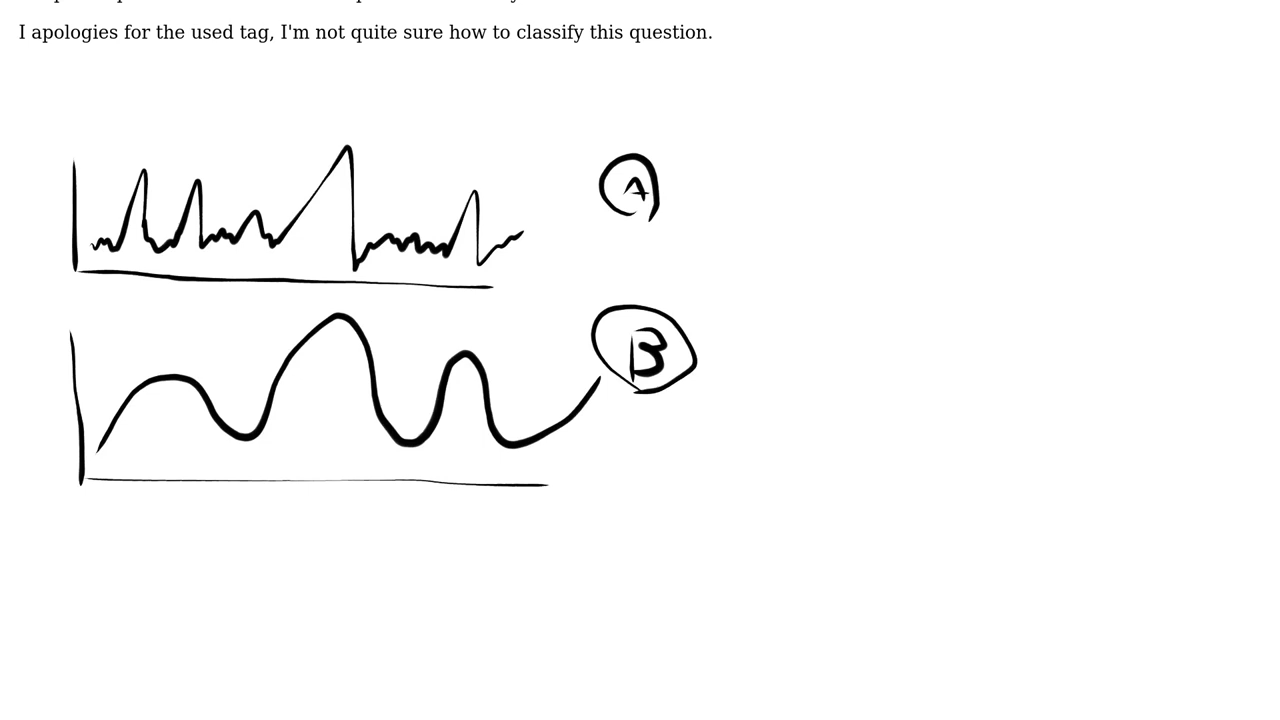 I apologies for the used tag, I'm not quite sure how to classify this question.
A
B